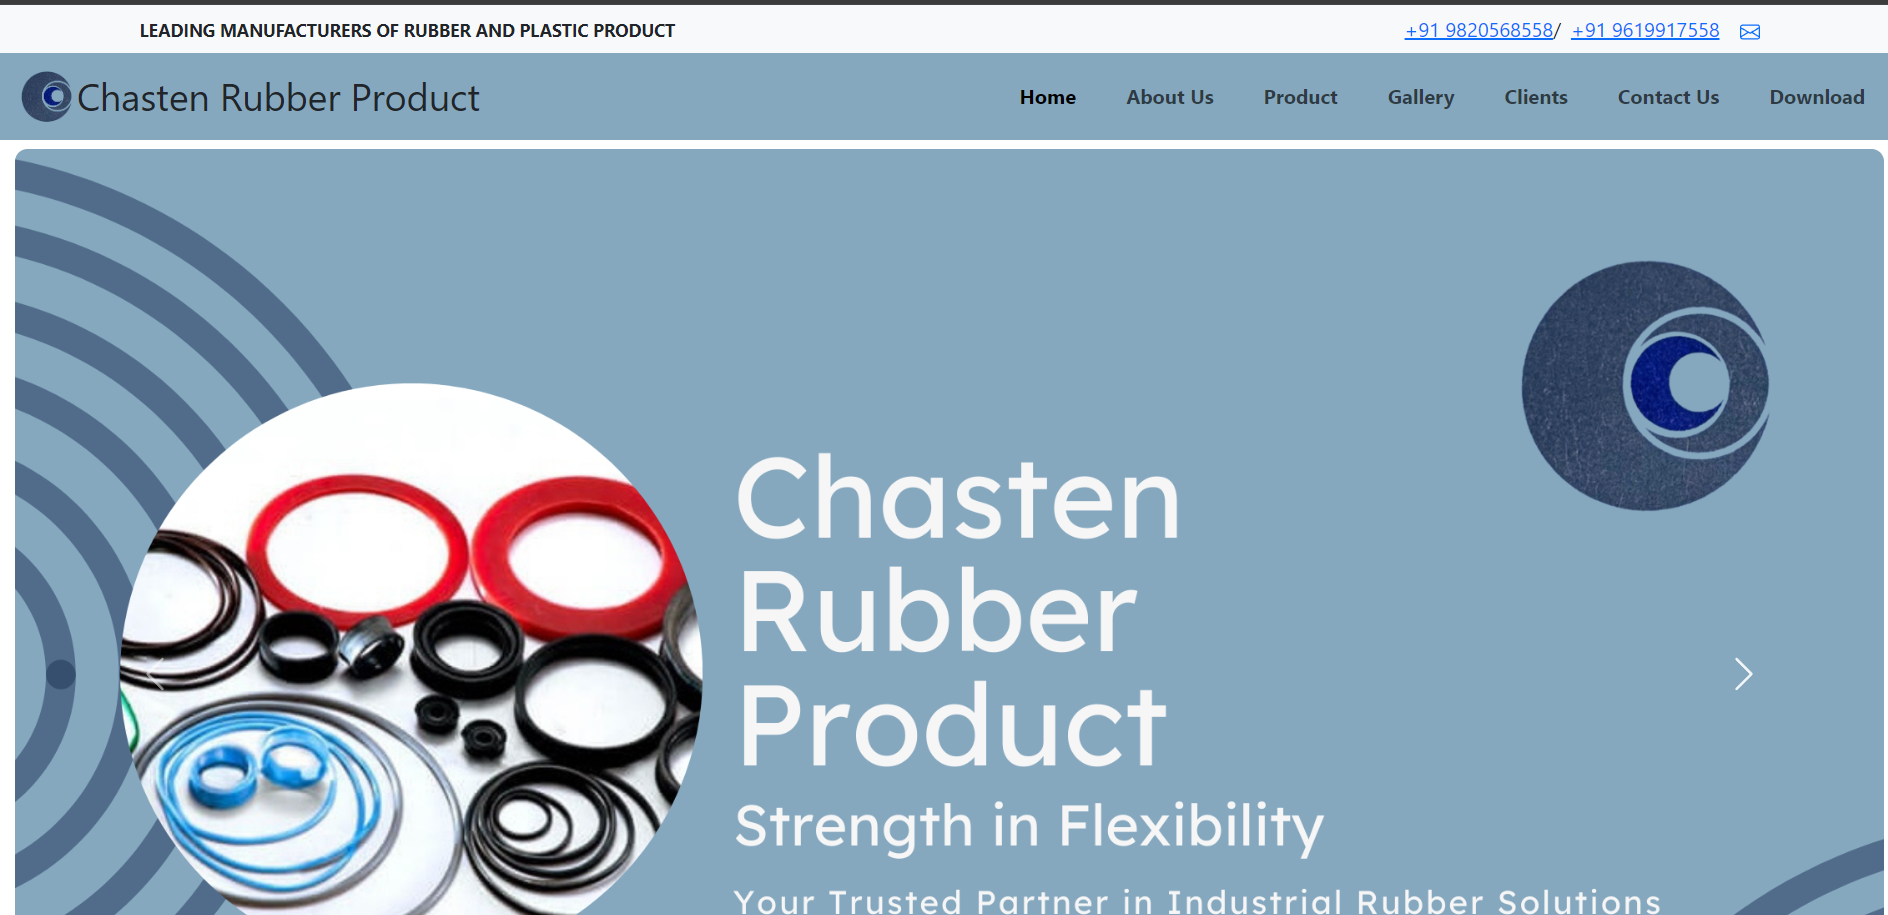 LEADING MANUFACTURERS OF RUBBER AND PLASTIC PRODUCT
+91 9820568558/ +91 9619917558
Chasten Rubber Product
Home About Us Product Gallery Clients Contact Us Download
Chasten
Rubber
Product
Strength in Flexibility
Your Trusted Partner in Industrial Rubber Solutions